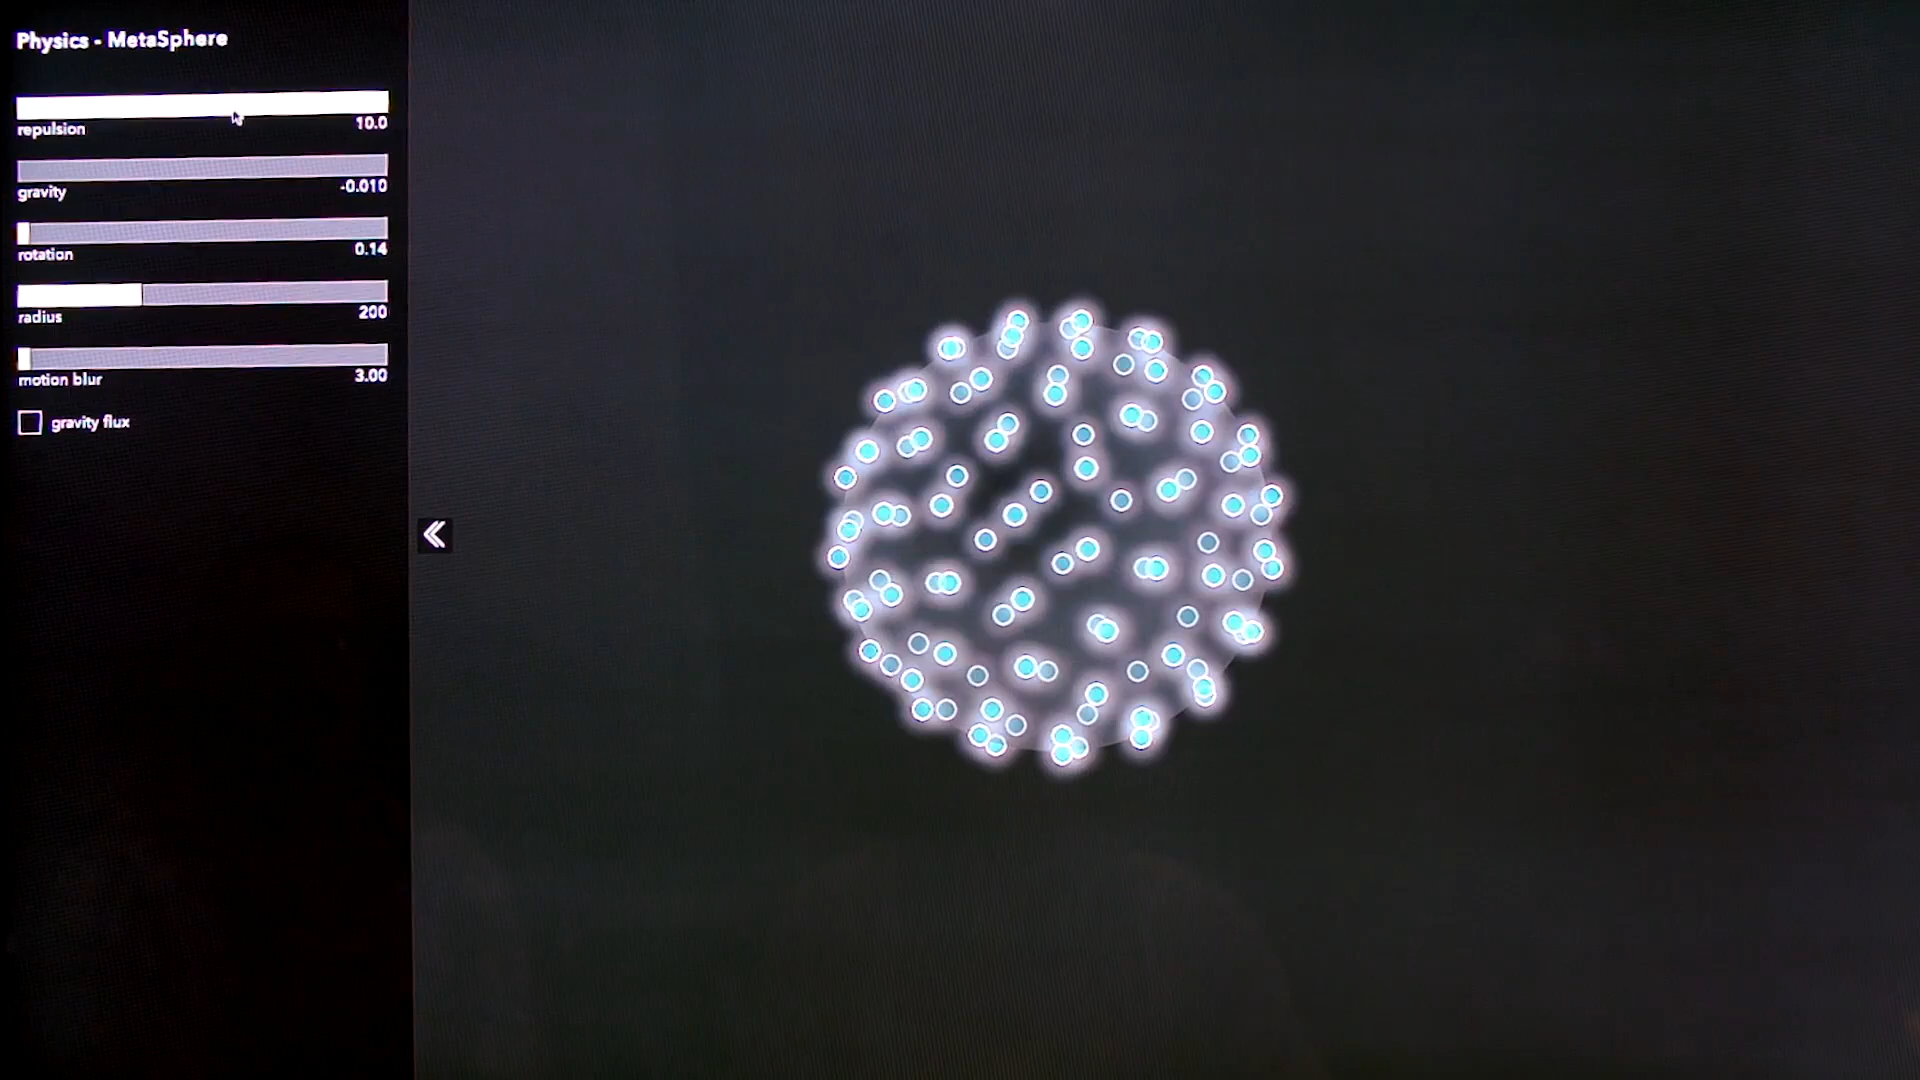 Physics - MetaSphere
repulsion 10.0
gravity -0.010
rotation 0.14
radius 200
motion blur 3.00
gravity flux